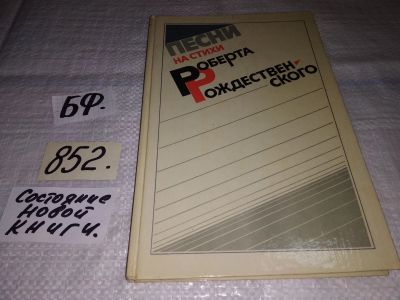 ПЕСНИ
НА СТИХИ
РОБЕРТА
РОЖДЕСТВЕН-
СКОГО
БФ.
852.
Состояние
новой
книги.